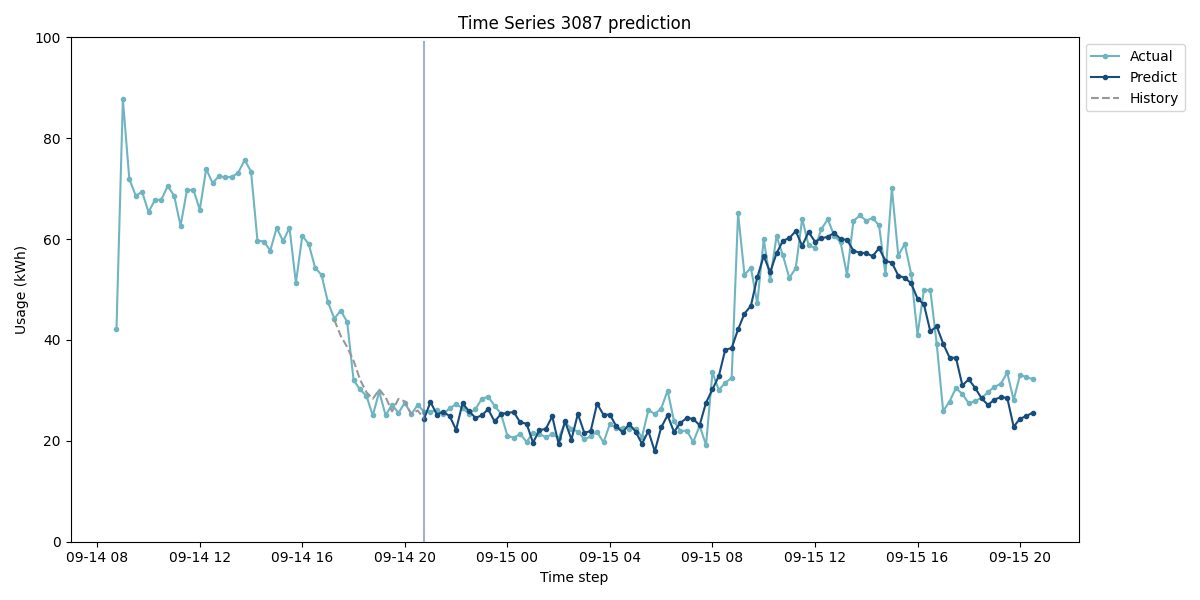 Time Series 3087 prediction
100
80
60
40
20
0
Usage (kWh)
09-14 08
09-14 12
09-14 16
09-14 20
09-15 00
09-15 04
09-15 08
09-15 12
09-15 16
09-15 20
Time step
Actual
Predict
History